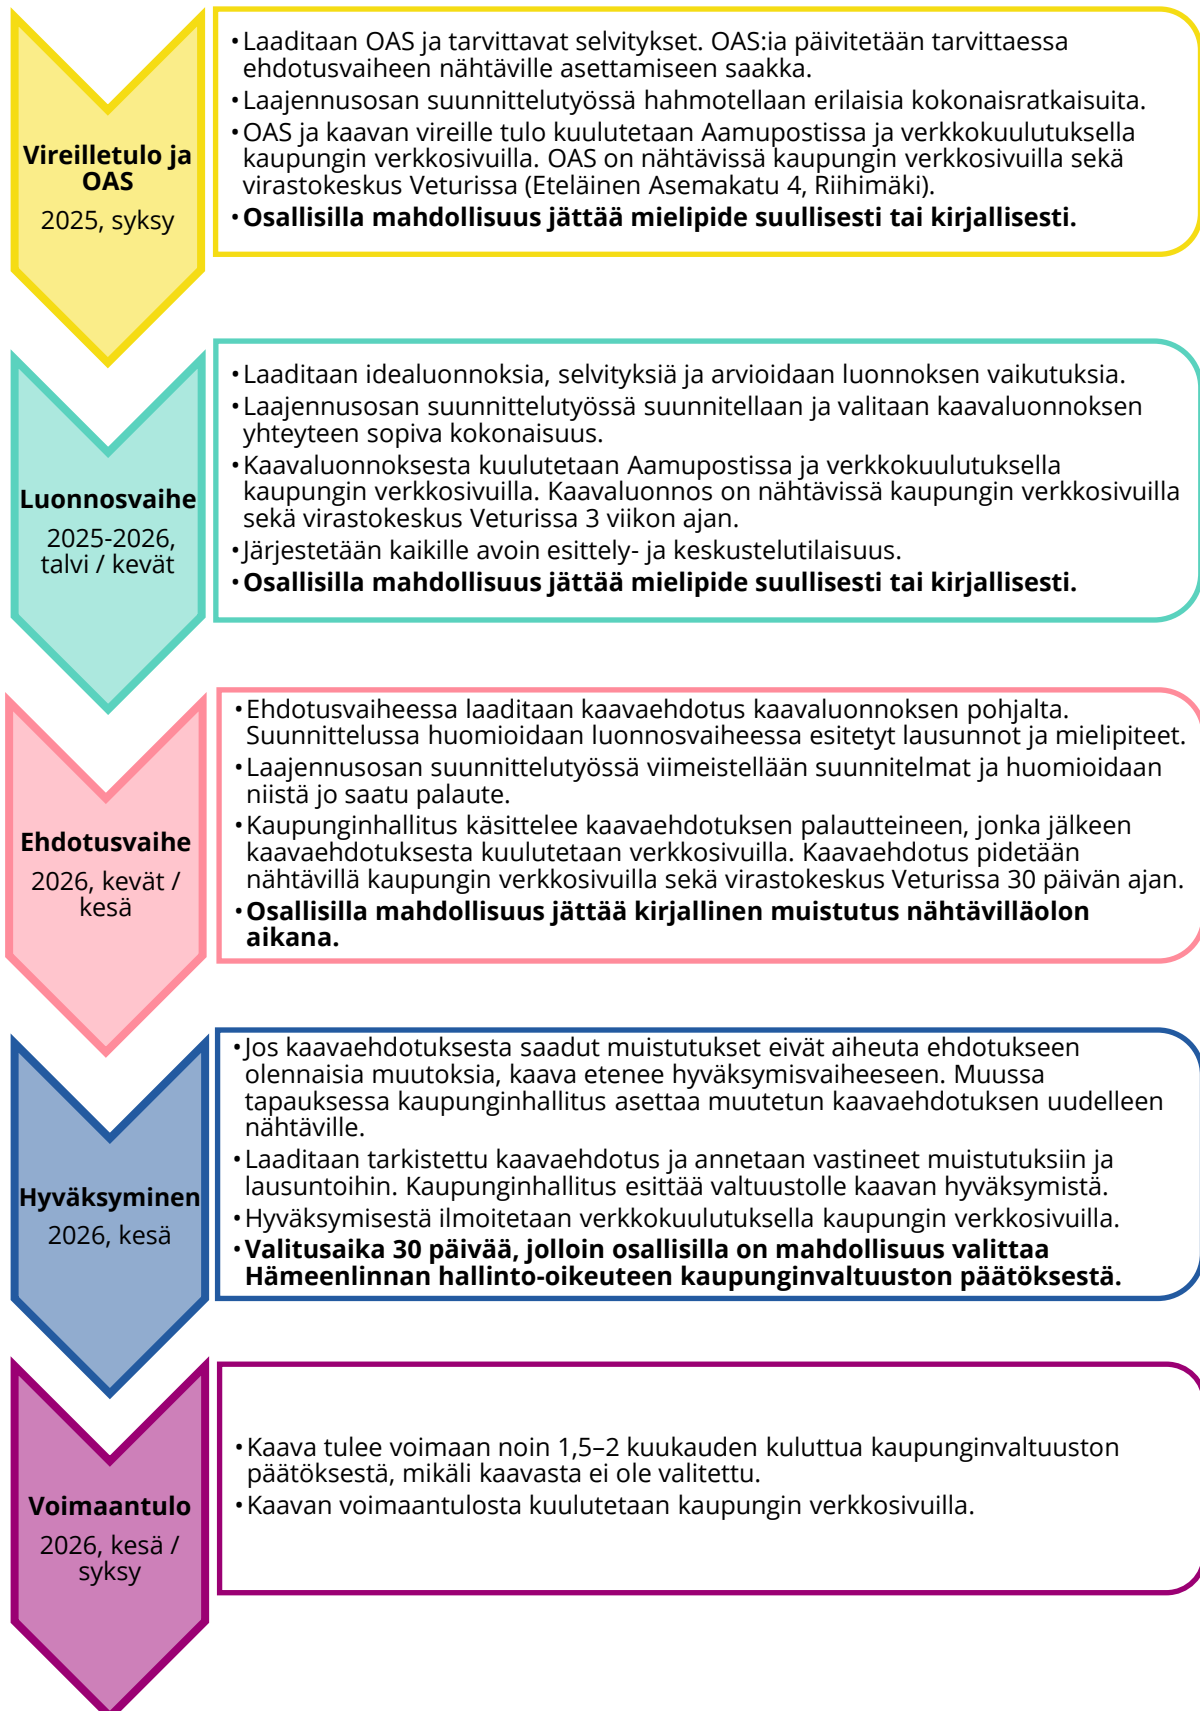 Vireilletulo ja
OAS
2025, syksy
•Laaditaan OAS ja tarvittavat selvitykset. OAS:ia päivitetään tarvittaessa
ehdotusvaiheen nähtäville asettamiseen saakka.
•Laajennusosan suunnittelutyössä hahmotellaan erilaisia kokonaisratkaisuita.
•OAS ja kaavan vireille tulo kuulutetaan Aamupostissa ja verkkokuulutuksella
kaupungin verkkosivuilla. OAS on nähtävissä kaupungin verkkosivuilla sekä
virastokeskus Veturissa (Eteläinen Asemakatu 4, Riihimäki).
•Osallisilla mahdollisuus jättää mielipide suullisesti tai kirjallisesti.
Luonnosvaihe
2025-2026,
talvi / kevät
•Laaditaan idealuonnoksia, selvityksiä ja arvioidaan luonnoksen vaikutuksia.
•Laajennusosan suunnittelutyössä suunnitellaan ja valitaan kaavaluonnoksen
yhteyteen sopiva kokonaisuus.
•Kaavaluonnoksesta kuulutetaan Aamupostissa ja verkkokuulutuksella
kaupungin verkkosivuilla. Kaavaluonnos on nähtävissä kaupungin verkkosivuilla
sekä virastokeskus Veturissa 3 viikon ajan.
•Järjestetään kaikille avoin esittely- ja keskustelutilaisuus.
•Osallisilla mahdollisuus jättää mielipide suullisesti tai kirjallisesti.
Ehdotusvaihe
2026, kevät /
kesä
•Ehdotusvaiheessa laaditaan kaavaehdotus kaavaluonnoksen pohjalta.
Suunnittelussa huomioidaan luonnosvaiheessa esitetyt lausunnot ja mielipiteet.
•Laajennusosan suunnittelutyössä viimeistellään suunnitelmat ja huomioidaan
niistä jo saatu palaute.
•Kaupunginhallitus käsittelee kaavaehdotuksen palautteineen, jonka jälkeen
kaavaehdotuksesta kuulutetaan verkkosivuilla. Kaavaehdotus pidetään
nähtävillä kaupungin verkkosivuilla sekä virastokeskus Veturissa 30 päivän ajan.
•Osallisilla mahdollisuus jättää kirjallinen muistutus nähtävilläolon
aikana.
Hyväksyminen
2026, kesä
•Jos kaavaehdotuksesta saadut muistutukset eivät aiheuta ehdotukseen
olennaisia muutoksia, kaava etenee hyväksymisvaiheeseen. Muussa
tapauksessa kaupunginhallitus asettaa muutetun kaavaehdotuksen uudelleen
nähtäville.
•Laaditaan tarkistettu kaavaehdotus ja annetaan vastineet muistutuksiin ja
lausuntoihin. Kaupunginhallitus esittää valtuustolle kaavan hyväksymistä.
•Hyväksymisestä ilmoitetaan verkkokuulutuksella kaupungin verkkosivuilla.
•Valitusaika 30 päivää, jolloin osallisilla on mahdollisuus valittaa
Hämeenlinnan hallinto-oikeuteen kaupunginvaltuuston päätöksestä.
Voimaantulo
2026, kesä /
syksy
•Kaava tulee voimaan noin 1,5–2 kuukauden kuluttua kaupunginvaltuuston
päätöksestä, mikäli kaavasta ei ole valitettu.
•Kaavan voimaantulosta kuulutetaan kaupungin verkkosivuilla.